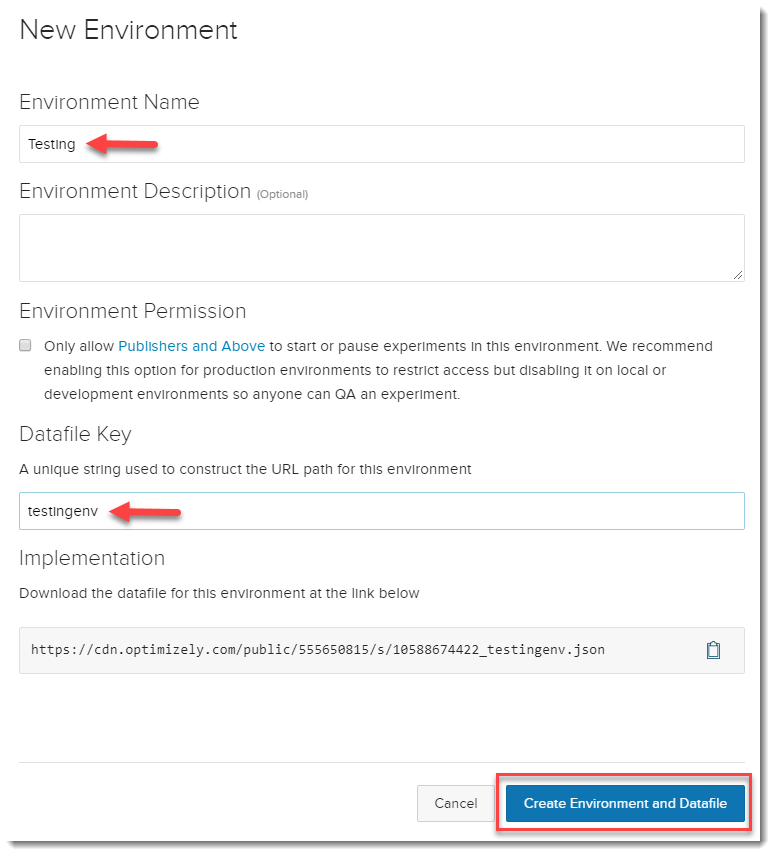 New Environment
Environment Name
Testing
Environment Description (Optional)
Environment Permission
Only allow Publishers and Above to start or pause experiments in this environment. We recommend
enabling this option for production environments to restrict access but disabling it on local or
development environments so anyone can QA an experiment.
Datafile Key
A unique string used to construct the URL path for this environment
testingenv
Implementation
Download the datafile for this environment at the link below
https://cdn.optimizely.com/public/555650815/s/10588674422_testingenv.json
Cancel
Create Environment and Datafile